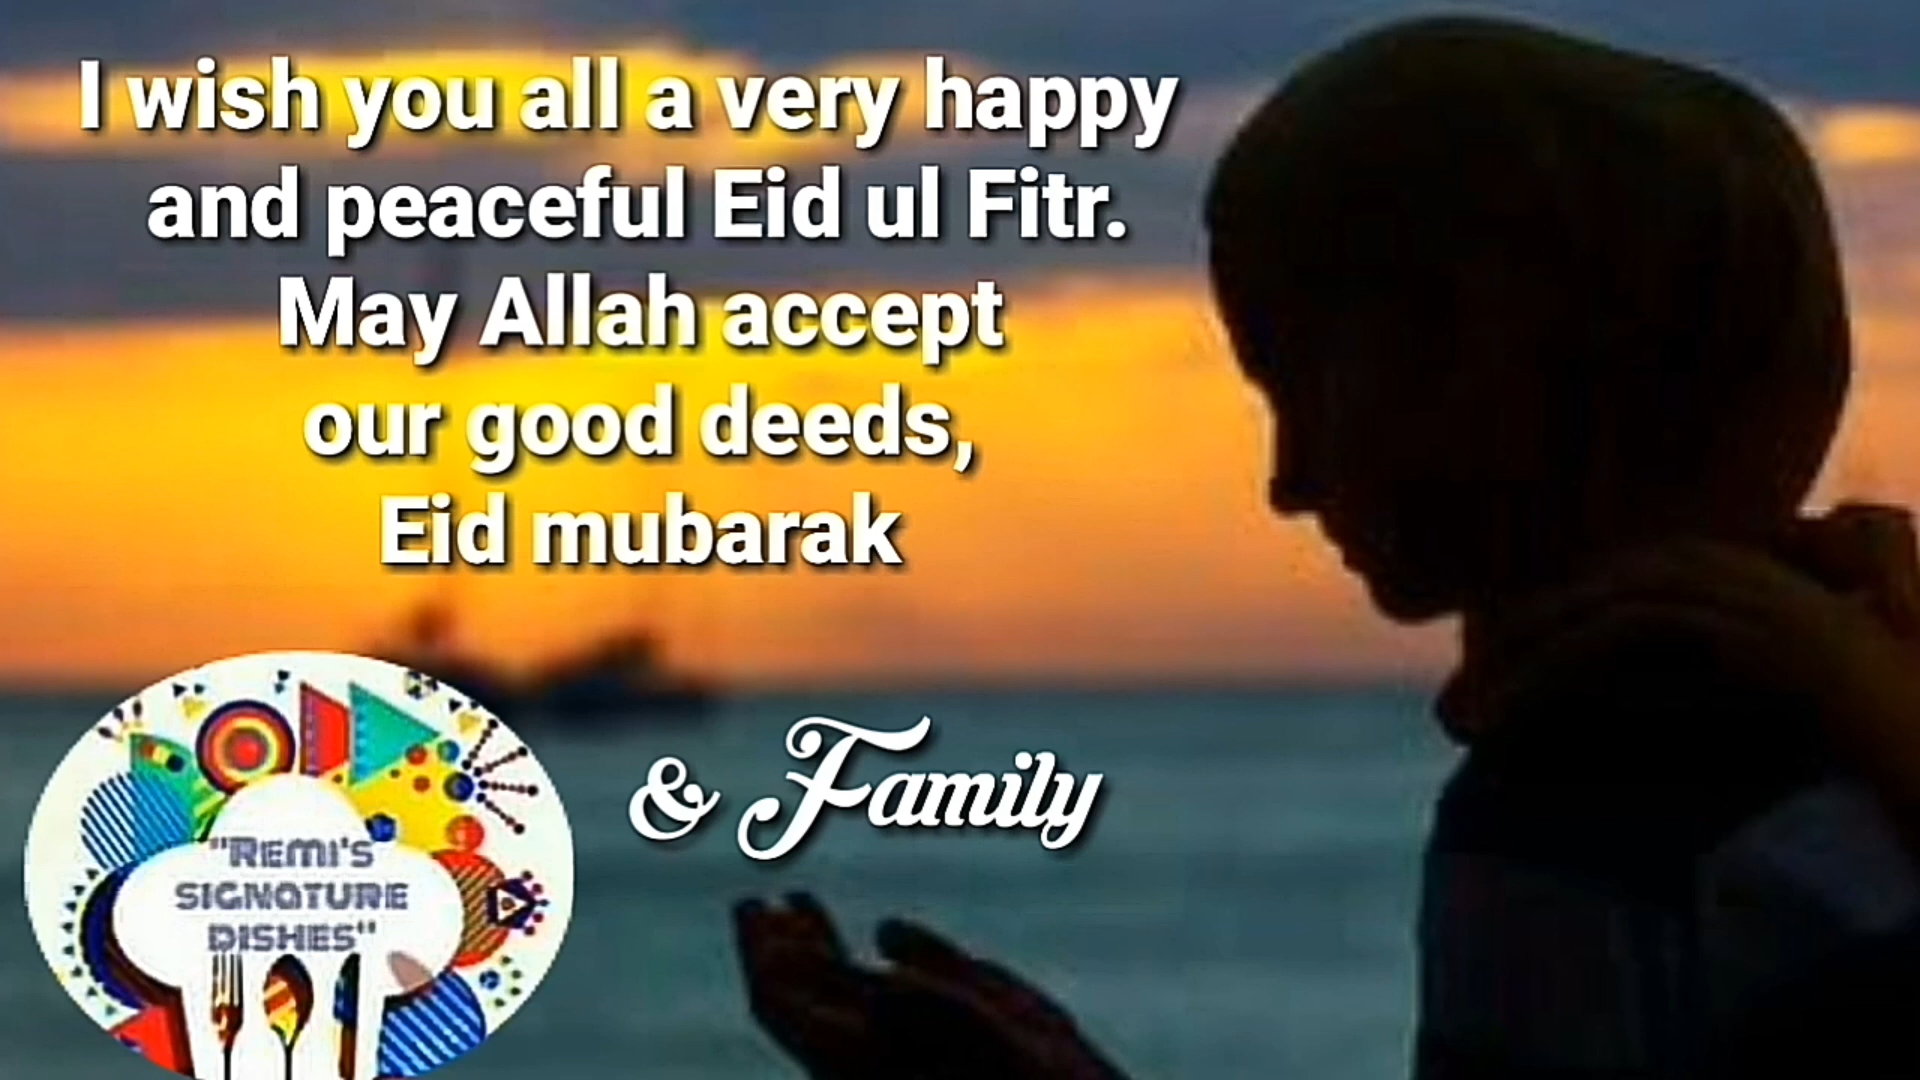 I wish you all a very happy
and peaceful Eid ul Fitr.
May Allah accept
our good deeds,
Eid mubarak
& Family
"REMI'S
SIGNATURE
DISHES"